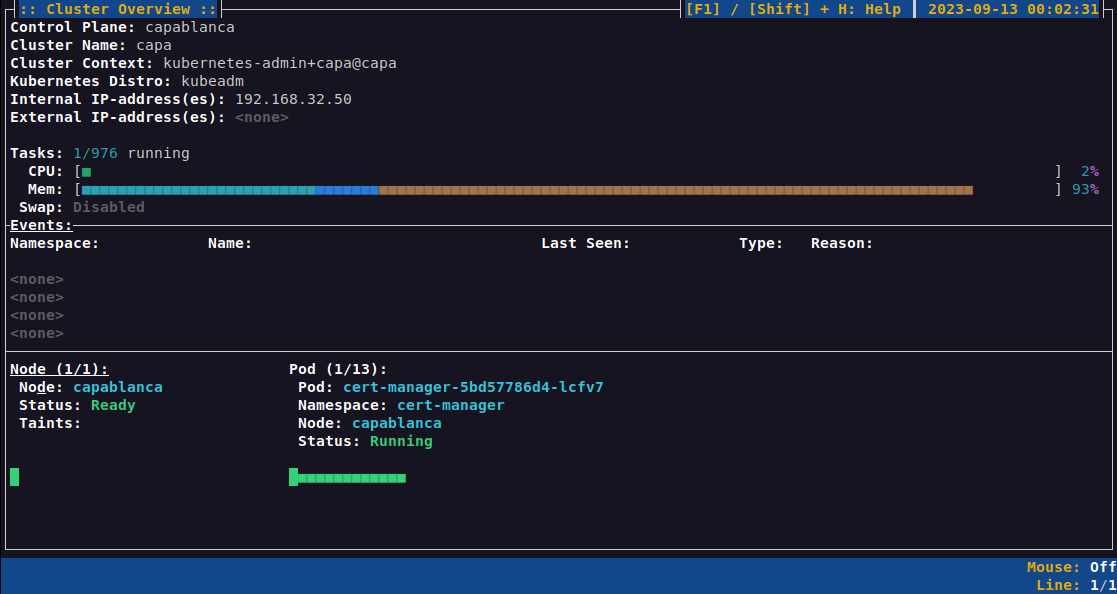 :: Cluster Overview :: [F1] / [Shift] + H: Help 2023-09-13 00:02:31
Control Plane: capablanca
Cluster Name: capa
Cluster Context: kubernetes-admin+capa@capa
Kubernetes Distro: kubeadm
Internal IP-address(es): 192.168.32.50
External IP-address(es): <none>
Tasks: 1/976 running
CPU: [ ] 2%
Mem: [ ] 93%
Swap: Disabled
Events:
Namespace: Name: Last Seen: Type: Reason:
<none>
<none>
<none>
<none>
Node (1/1): Pod (1/13):
Node: capablanca Pod: cert-manager-5bd57786d4-lcfv7
Status: Ready Namespace: cert-manager
Taints: Node: capablanca
Status: Running
Mouse: Off
Line: 1/1